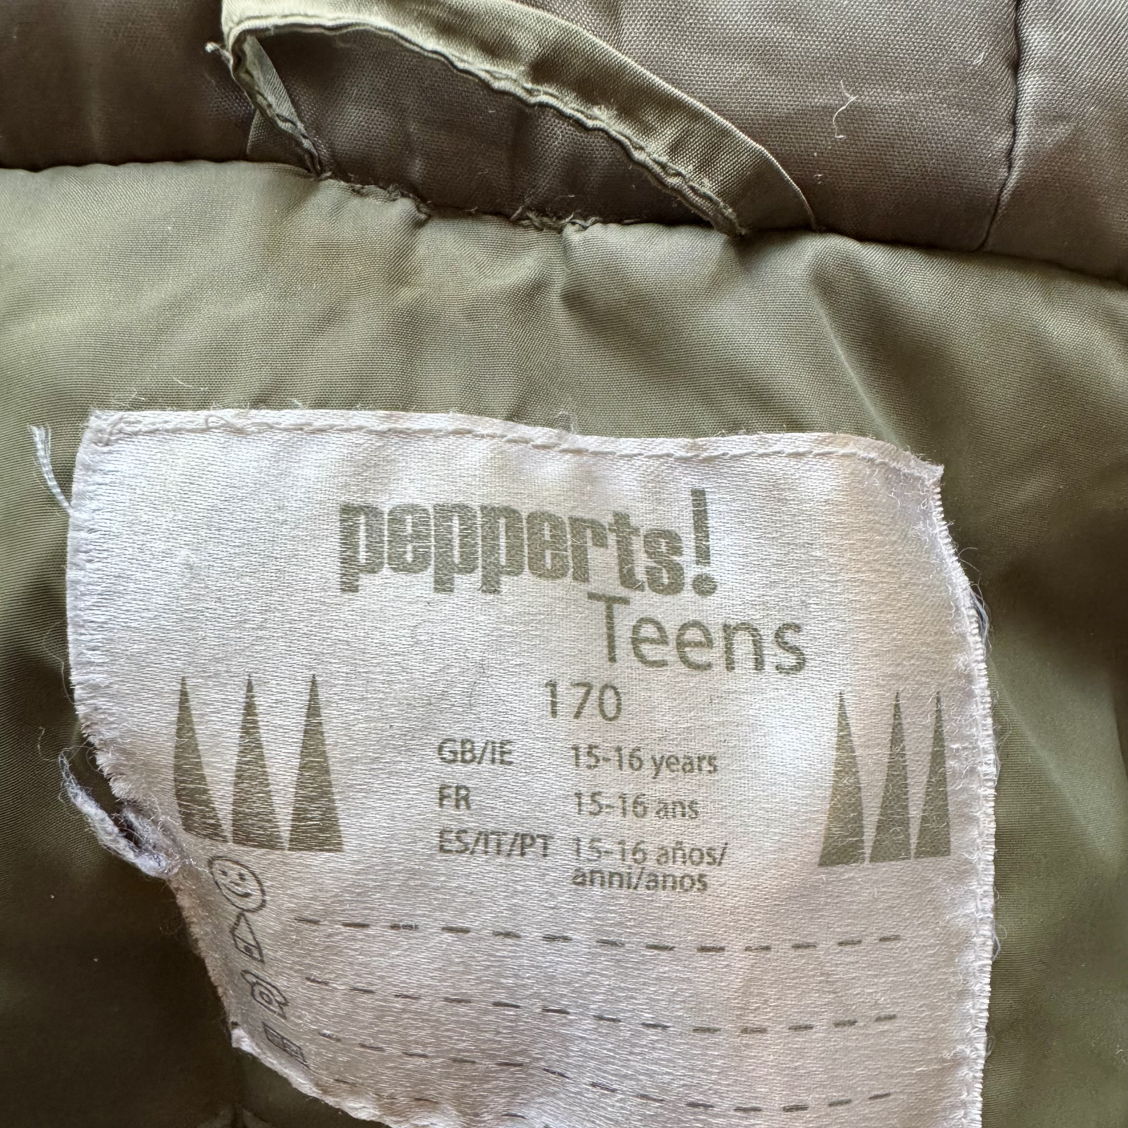 pepperts!
Teens
170
GB/IE 15-16 years
FR 15-16 ans
ES/IT/PT 15-16 años/
anni/anos